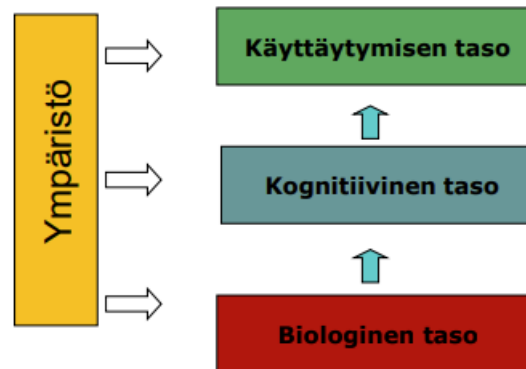 Ympäristö
Käyttäytymisen taso
Kognitiivinen taso
Biologinen taso